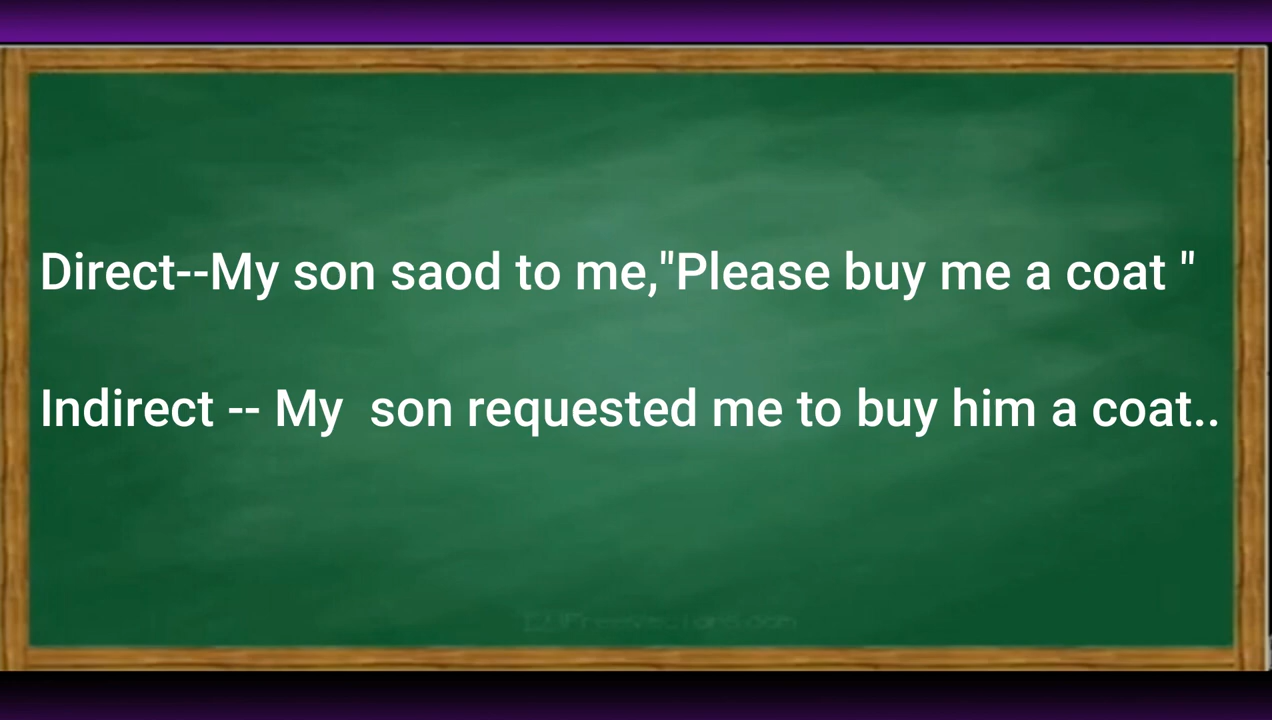 Direct--My son saod to me,"Please buy me a coat "
Indirect -- My  son requested me to buy him a coat..